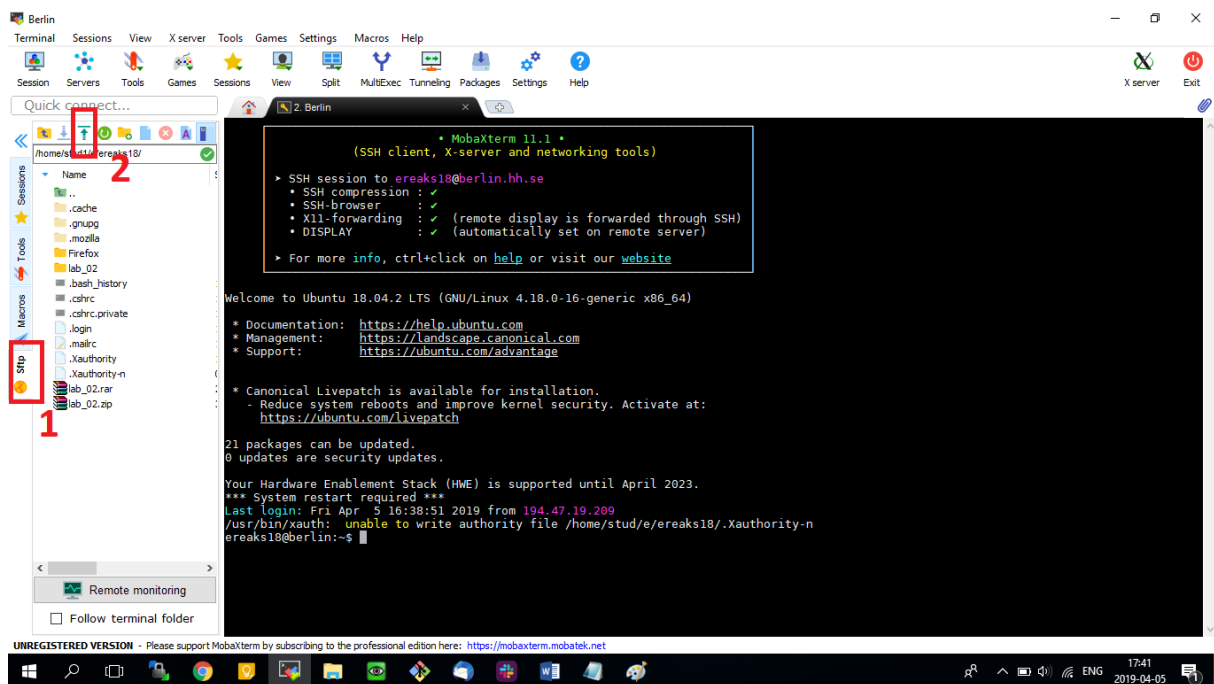 Berlin
Terminal Sessions View X server Tools Games Settings Macros Help
Session Servers Tools Games Sessions View Split MultiExec Tunneling Packages Settings Help X server Exit
Quick connect...
2. Berlin
2
/home/stud1/e/ereaks18/
Name
..
.cache
.gnupg
.mozilla
Firefox
lab_02
.bash_history
.cshrc
.cshrc.private
.login
.mailrc
.Xauthority
.Xauthority-n
lab_02.rar
lab_02.zip
Sessions
Tools
Macros
Sftp
1
Remote monitoring
Follow terminal folder
• MobaXterm 11.1 •
(SSH client, X-server and networking tools)
➤ SSH session to ereaks18@berlin.hh.se
• SSH compression : ✔
• SSH-browser : ✔
• X11-forwarding : ✔ (remote display is forwarded through SSH)
• DISPLAY : ✔ (automatically set on remote server)
➤ For more info, ctrl+click on help or visit our website
Welcome to Ubuntu 18.04.2 LTS (GNU/Linux 4.18.0-16-generic x86_64)
* Documentation: https://help.ubuntu.com
* Management: https://landscape.canonical.com
* Support: https://ubuntu.com/advantage
* Canonical Livepatch is available for installation.
- Reduce system reboots and improve kernel security. Activate at:
https://ubuntu.com/livepatch
21 packages can be updated.
0 updates are security updates.
Your Hardware Enablement Stack (HWE) is supported until April 2023.
*** System restart required ***
Last login: Fri Apr 5 16:38:51 2019 from 194.47.19.209
/usr/bin/xauth: unable to write authority file /home/stud/e/ereaks18/.Xauthority-n
ereaks18@berlin:~$
UNREGISTERED VERSION - Please support MobaXterm by subscribing to the professional edition here: https://mobaxterm.mobatek.net
ENG
17:41
2019-04-05